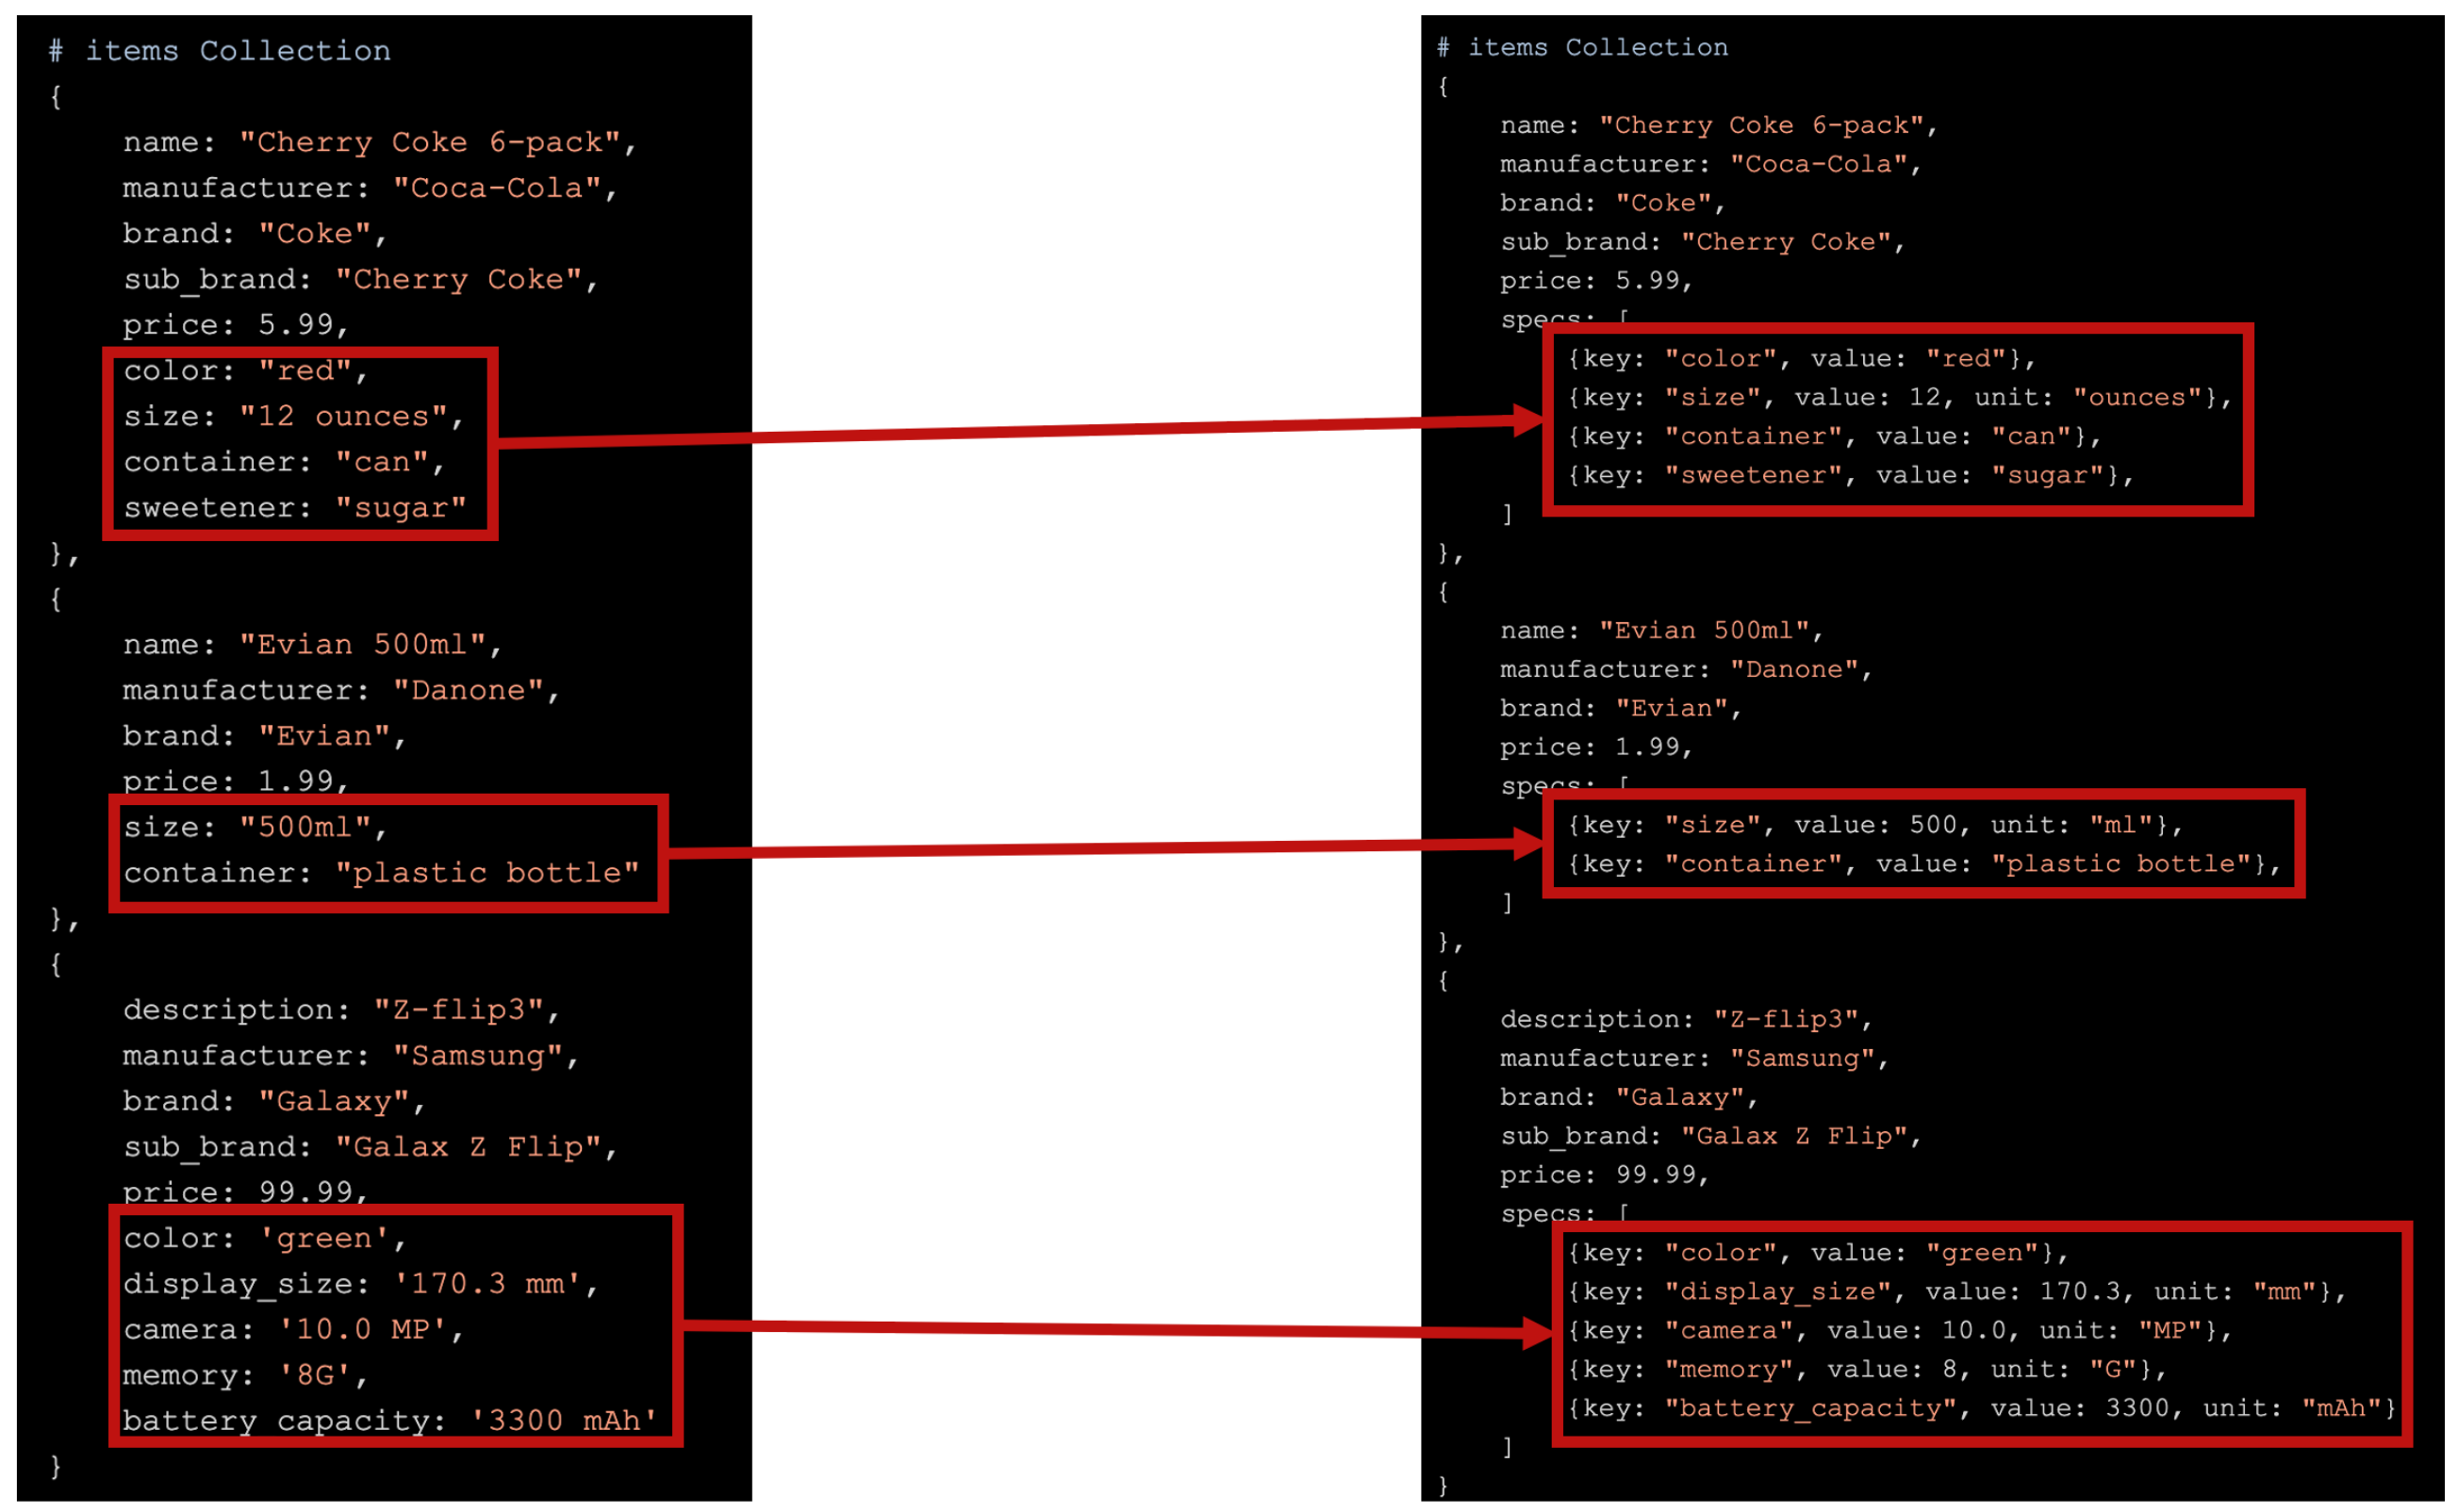 # items Collection
{
name: "Cherry Coke 6-pack",
manufacturer: "Coca-Cola",
brand: "Coke",
sub_brand: "Cherry Coke",
price: 5.99,
color: "red",
size: "12 ounces",
container: "can",
sweetener: "sugar"
},
{
name: "Evian 500ml",
manufacturer: "Danone",
brand: "Evian",
price: 1.99,
size: "500ml",
container: "plastic bottle"
},
{
description: "Z-flip3",
manufacturer: "Samsung",
brand: "Galaxy",
sub_brand: "Galax Z Flip",
price: 99.99,
color: 'green',
display_size: '170.3 mm',
camera: '10.0 MP',
memory: '8G',
battery_capacity: '3300 mAh'
}
# items Collection
{
name: "Cherry Coke 6-pack",
manufacturer: "Coca-Cola",
brand: "Coke",
sub_brand: "Cherry Coke",
price: 5.99,
specs: [
{key: "color", value: "red"},
{key: "size", value: 12, unit: "ounces"},
{key: "container", value: "can"},
{key: "sweetener", value: "sugar"},
]
},
{
name: "Evian 500ml",
manufacturer: "Danone",
brand: "Evian",
price: 1.99,
specs: [
{key: "size", value: 500, unit: "ml"},
{key: "container", value: "plastic bottle"},
]
},
{
description: "Z-flip3",
manufacturer: "Samsung",
brand: "Galaxy",
sub_brand: "Galax Z Flip",
price: 99.99,
specs: [
{key: "color", value: "green"},
{key: "display_size", value: 170.3, unit: "mm"},
{key: "camera", value: 10.0, unit: "MP"},
{key: "memory", value: 8, unit: "G"},
{key: "battery_capacity", value: 3300, unit: "mAh"}
]
}